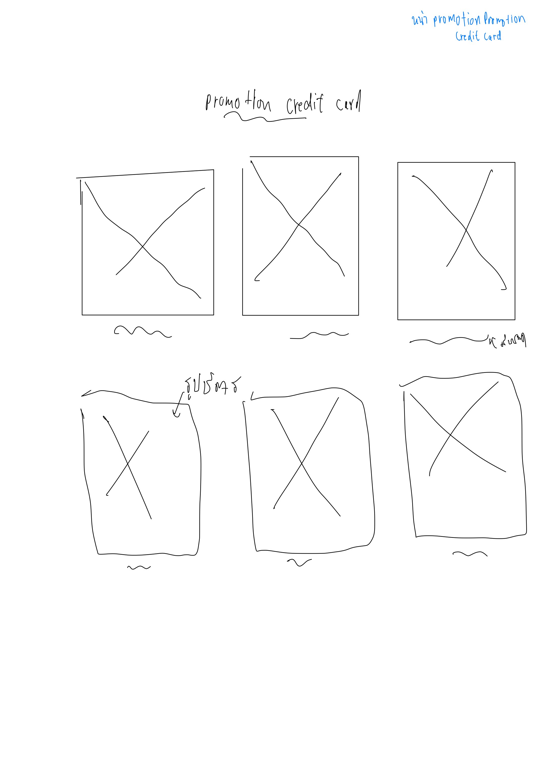 หน้า promotion Promotion
Credit Card
Promotion credit card
รูปบัตร